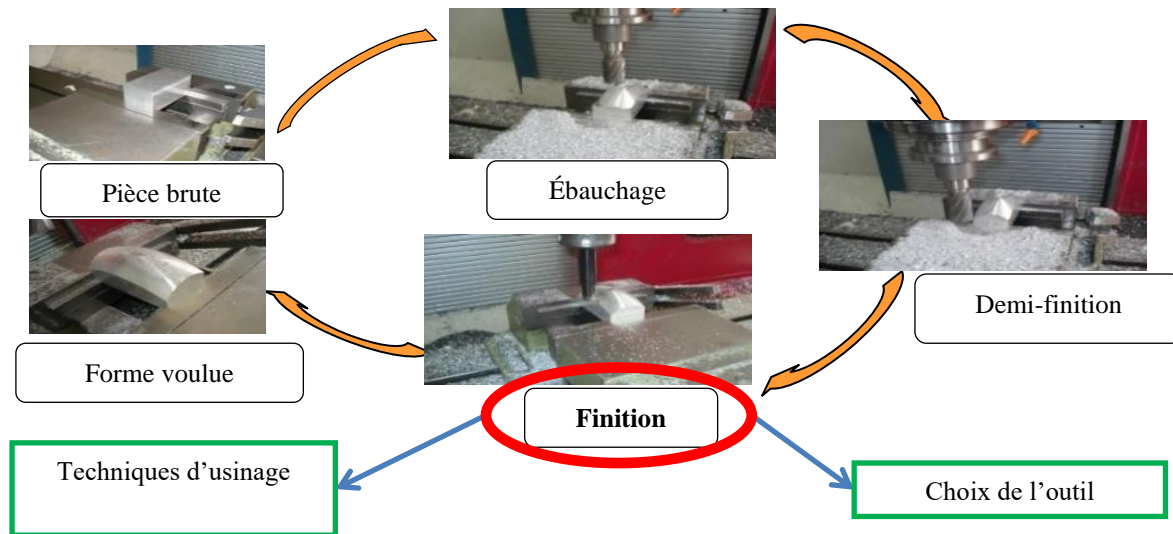 Pièce brute
Ébauchage
Demi-finition
Forme voulue
Finition
Techniques d’usinage
Choix de l’outil